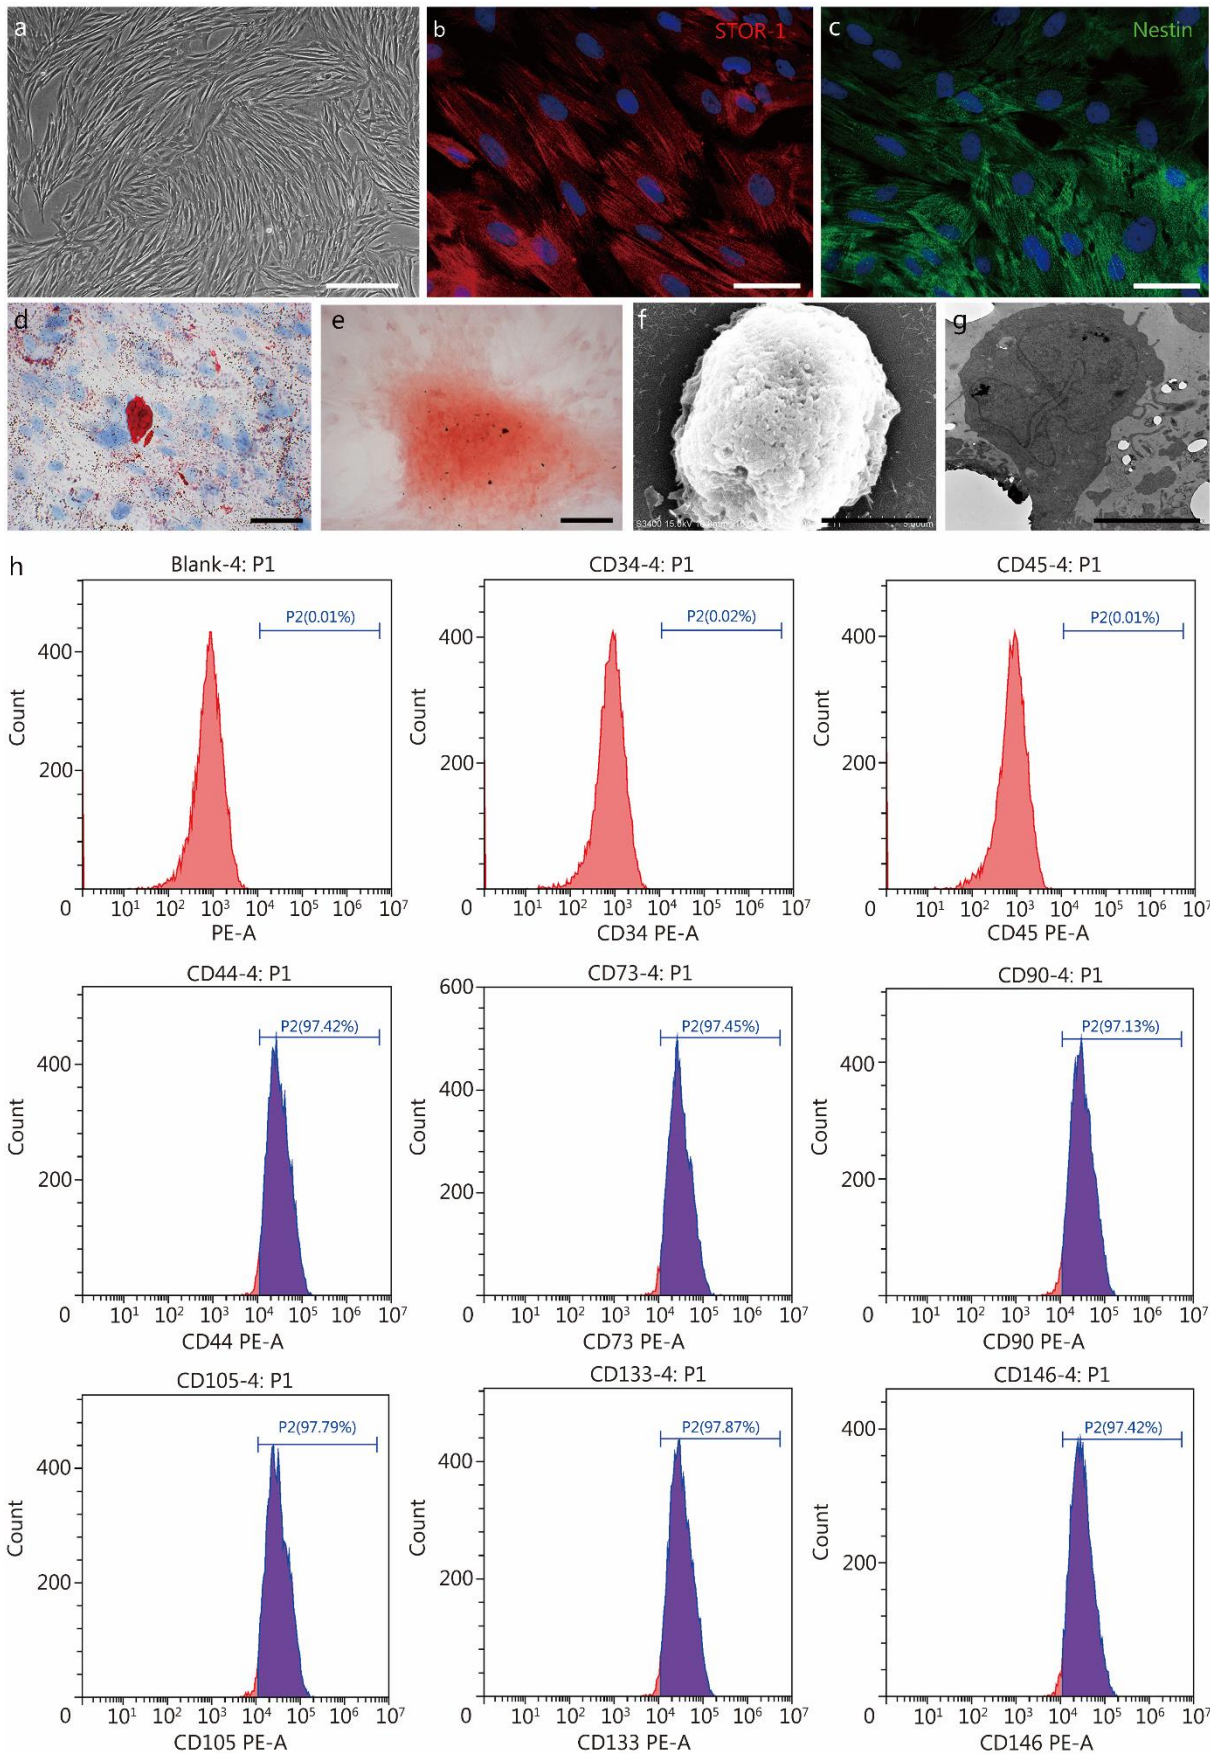 a
b
STOR-1
c
Nestin
d
e
f
S3400 15.0kV
5.00um
g
h
Blank-4: P1
P2(0.01%)
400
200
Count
0 10¹ 10² 10³ 10⁴ 10⁵ 10⁶ 10⁷
PE-A
CD34-4: P1
P2(0.02%)
400
200
Count
0 10¹ 10² 10³ 10⁴ 10⁵ 10⁶ 10⁷
CD34 PE-A
CD45-4: P1
P2(0.01%)
400
200
Count
0 10¹ 10² 10³ 10⁴ 10⁵ 10⁶ 10⁷
CD45 PE-A
CD44-4: P1
P2(97.42%)
400
200
Count
0 10¹ 10² 10³ 10⁴ 10⁵ 10⁶ 10⁷
CD44 PE-A
CD73-4: P1
600
P2(97.45%)
400
200
Count
0 10¹ 10² 10³ 10⁴ 10⁵ 10⁶ 10⁷
CD73 PE-A
CD90-4: P1
P2(97.13%)
400
200
Count
0 10¹ 10² 10³ 10⁴ 10⁵ 10⁶ 10⁷
CD90 PE-A
CD105-4: P1
P2(97.79%)
400
200
Count
0 10¹ 10² 10³ 10⁴ 10⁵ 10⁶ 10⁷
CD105 PE-A
CD133-4: P1
P2(97.87%)
400
200
Count
0 10¹ 10² 10³ 10⁴ 10⁵ 10⁶ 10⁷
CD133 PE-A
CD146-4: P1
P2(97.42%)
400
200
Count
0 10¹ 10² 10³ 10⁴ 10⁵ 10⁶ 10⁷
CD146 PE-A